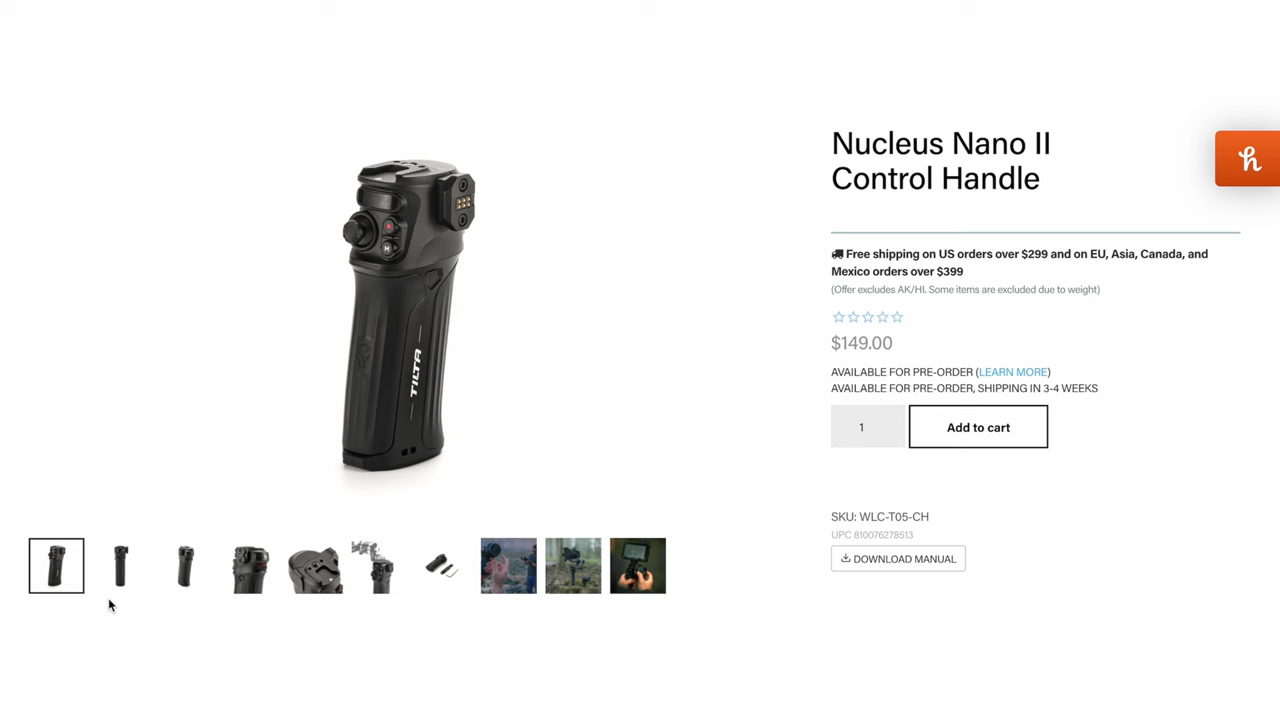 Nucleus Nano II
Control Handle
Free shipping on US orders over $299 and on EU, Asia, Canada, and
Mexico orders over $399
(Offer excludes AK/HI. Some items are excluded due to weight)
$149.00
AVAILABLE FOR PRE-ORDER (LEARN MORE)
AVAILABLE FOR PRE-ORDER, SHIPPING IN 3-4 WEEKS
1
Add to cart
SKU: WLC-T05-CH
UPC 810076278513
DOWNLOAD MANUAL
TILTA
M
h